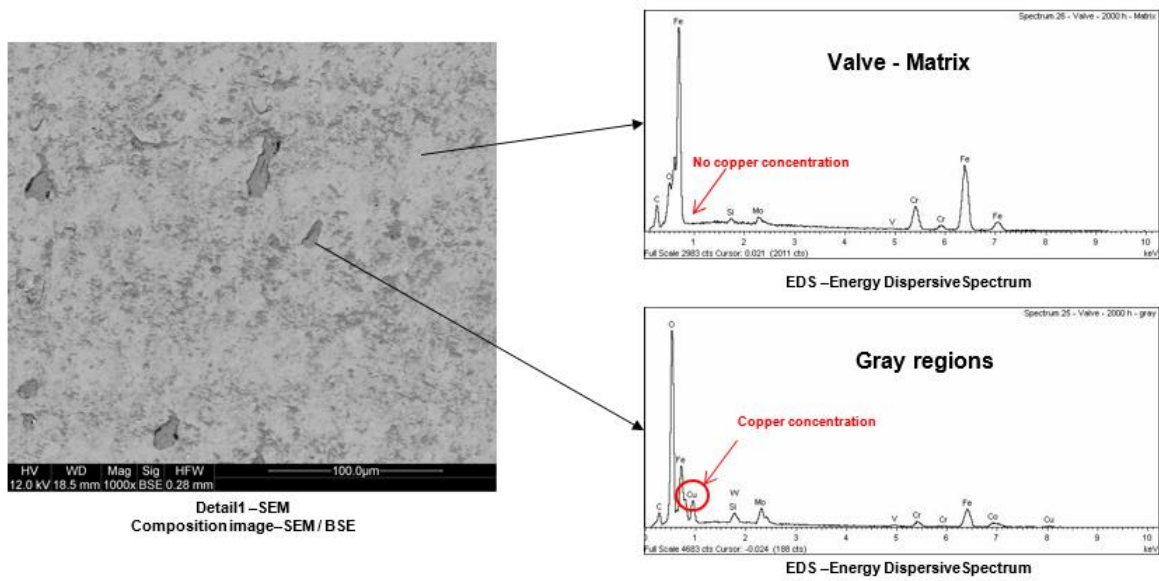 HV WD Mag Sig HFW 100.0µm
12.0 kV 18.5 mm 1000x BSE 0.28 mm
Detail1 –SEM
Composition image–SEM / BSE
Spectrum 26 - Valve - 2000 h - Matrix
Valve - Matrix
No copper concentration
Fe
O
C
Si
Mo
V
Cr
Cr
Fe
Fe
1 2 3 4 5 6 7 8 9 10
Full Scale 2983 cts Cursor: 0.021 (2011 cts) keV
EDS –Energy Dispersive Spectrum
Spectrum 25 - Valve - 2000 h - gray
Gray regions
Copper concentration
O
Fe
Cu
C
W
Si
Mo
V
Cr
Cr
Fe
Co
Cu
1 2 3 4 5 6 7 8 9 10
Full Scale 4683 cts Cursor: -0.024 (188 cts) keV
EDS –Energy Dispersive Spectrum